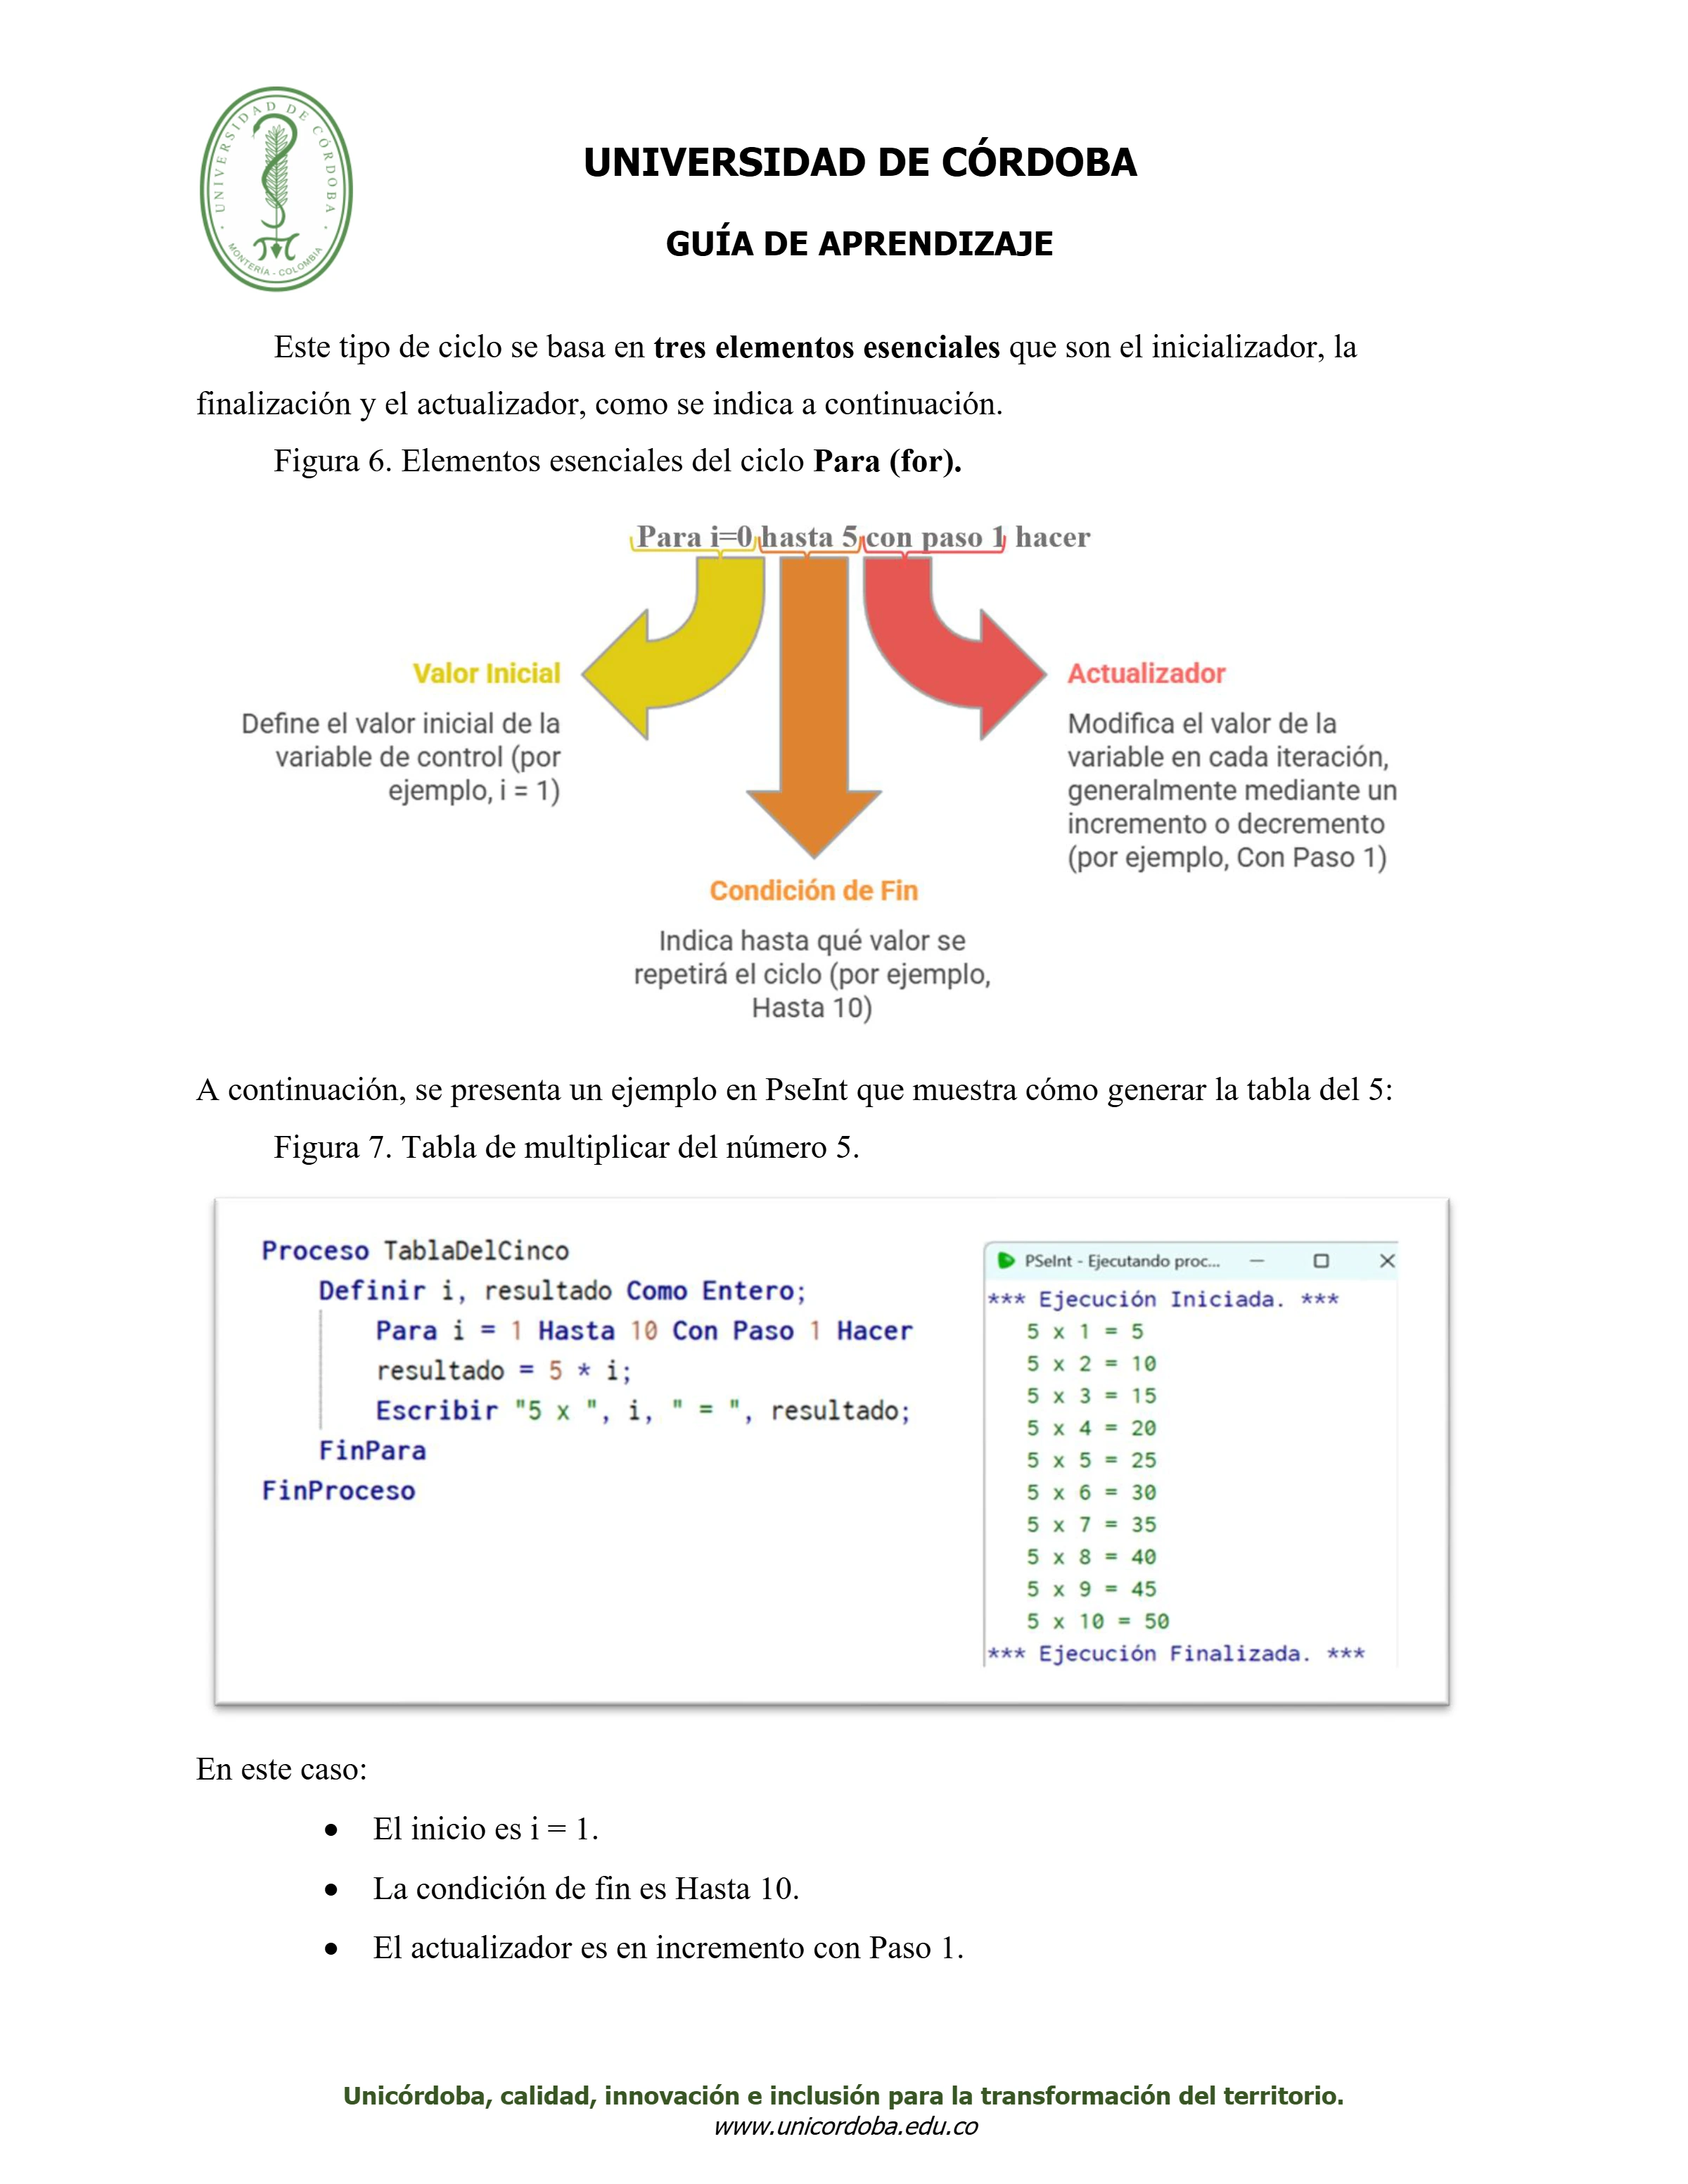 UNIVERSIDAD DE CÓRDOBA
MONTERÍA - COLOMBIA
UNIVERSIDAD DE CÓRDOBA
GUÍA DE APRENDIZAJE
Este tipo de ciclo se basa en tres elementos esenciales que son el inicializador, la
finalización y el actualizador, como se indica a continuación.
Figura 6. Elementos esenciales del ciclo Para (for).
Para i=0 hasta 5 con paso 1 hacer
Valor Inicial
Define el valor inicial de la
variable de control (por
ejemplo, i = 1)
Actualizador
Modifica el valor de la
variable en cada iteración,
generalmente mediante un
incremento o decremento
(por ejemplo, Con Paso 1)
Condición de Fin
Indica hasta qué valor se
repetirá el ciclo (por ejemplo,
Hasta 10)
A continuación, se presenta un ejemplo en PseInt que muestra cómo generar la tabla del 5:
Figura 7. Tabla de multiplicar del número 5.
Proceso TablaDelCinco
Definir i, resultado Como Entero;
Para i = 1 Hasta 10 Con Paso 1 Hacer
resultado = 5 * i;
Escribir "5 x ", i, " = ", resultado;
FinPara
FinProceso
PSeInt - Ejecutando proc...
*** Ejecución Iniciada. ***
5 x 1 = 5
5 x 2 = 10
5 x 3 = 15
5 x 4 = 20
5 x 5 = 25
5 x 6 = 30
5 x 7 = 35
5 x 8 = 40
5 x 9 = 45
5 x 10 = 50
*** Ejecución Finalizada. ***
En este caso:
• El inicio es i = 1.
• La condición de fin es Hasta 10.
• El actualizador es en incremento con Paso 1.
Unicórdoba, calidad, innovación e inclusión para la transformación del territorio.
www.unicordoba.edu.co